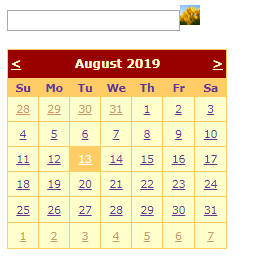 < August 2019 >
Su Mo Tu We Th Fr Sa
28 29 30 31 1 2 3
4 5 6 7 8 9 10
11 12 13 14 15 16 17
18 19 20 21 22 23 24
25 26 27 28 29 30 31
1 2 3 4 5 6 7